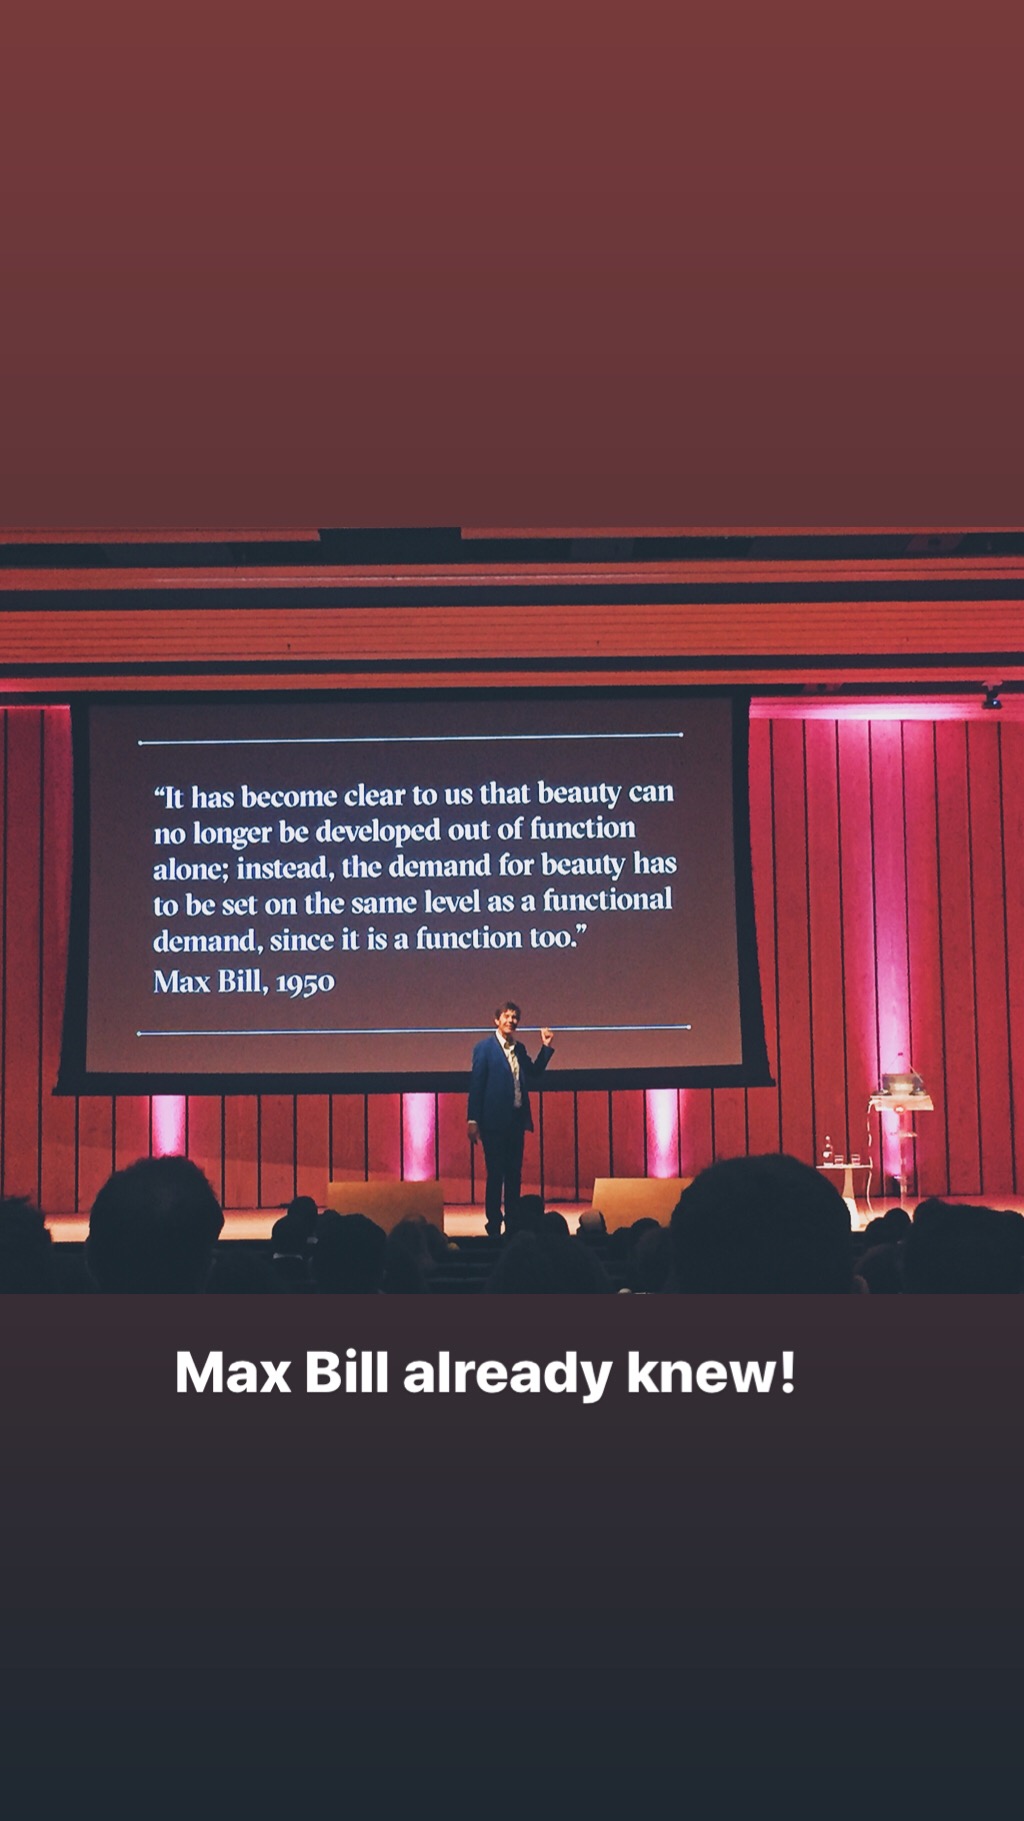 “It has become clear to us that beauty can
no longer be developed out of function
alone; instead, the demand for beauty has
to be set on the same level as a functional
demand, since it is a function too.”
Max Bill, 1950
Max Bill already knew!